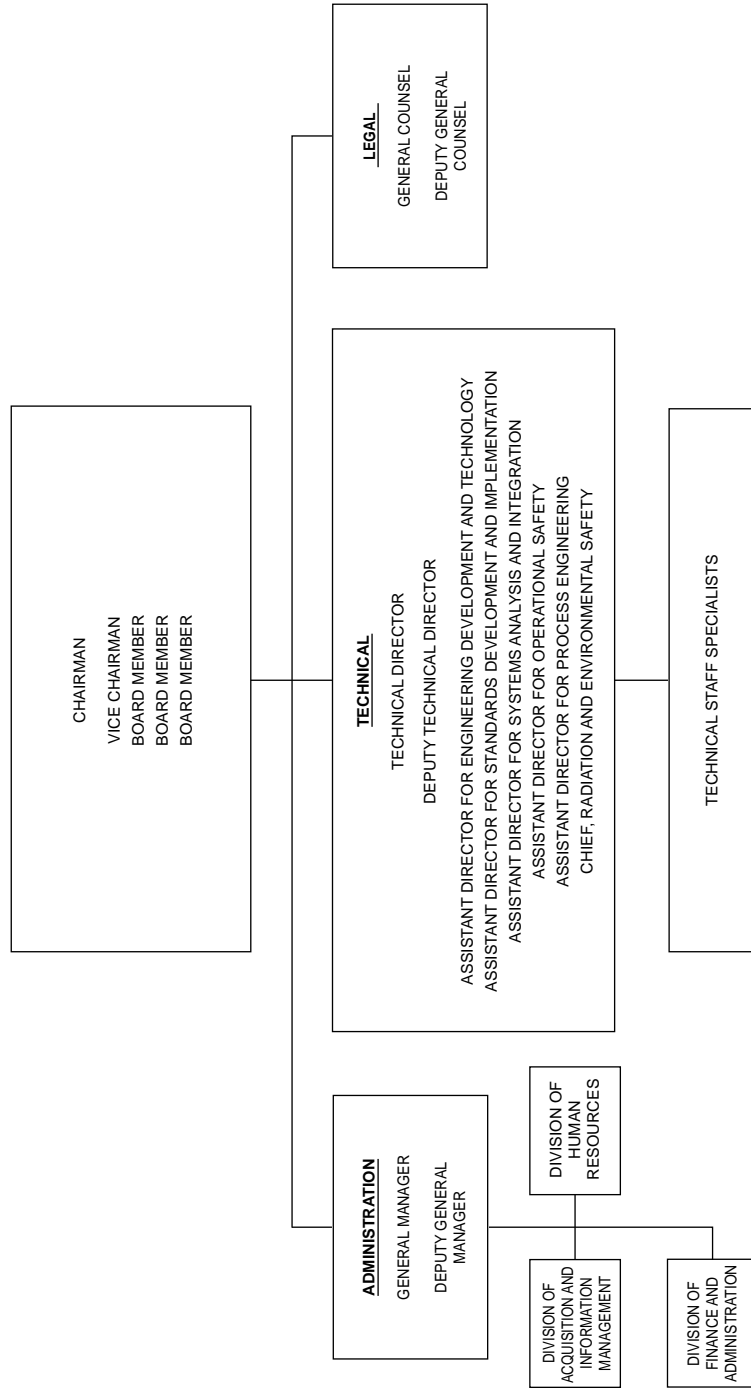 CHAIRMAN
VICE CHAIRMAN
BOARD MEMBER
BOARD MEMBER
BOARD MEMBER
ADMINISTRATION
GENERAL MANAGER
DEPUTY GENERAL
MANAGER
DIVISION OF
ACQUISITION AND
INFORMATION
MANAGEMENT
DIVISION OF
HUMAN
RESOURCES
DIVISION OF
FINANCE AND
ADMINISTRATION
TECHNICAL
TECHNICAL DIRECTOR
DEPUTY TECHNICAL DIRECTOR
ASSISTANT DIRECTOR FOR ENGINEERING DEVELOPMENT AND TECHNOLOGY
ASSISTANT DIRECTOR FOR STANDARDS DEVELOPMENT AND IMPLEMENTATION
ASSISTANT DIRECTOR FOR SYSTEMS ANALYSIS AND INTEGRATION
ASSISTANT DIRECTOR FOR OPERATIONAL SAFETY
ASSISTANT DIRECTOR FOR PROCESS ENGINEERING
CHIEF, RADIATION AND ENVIRONMENTAL SAFETY
TECHNICAL STAFF SPECIALISTS
LEGAL
GENERAL COUNSEL
DEPUTY GENERAL
COUNSEL